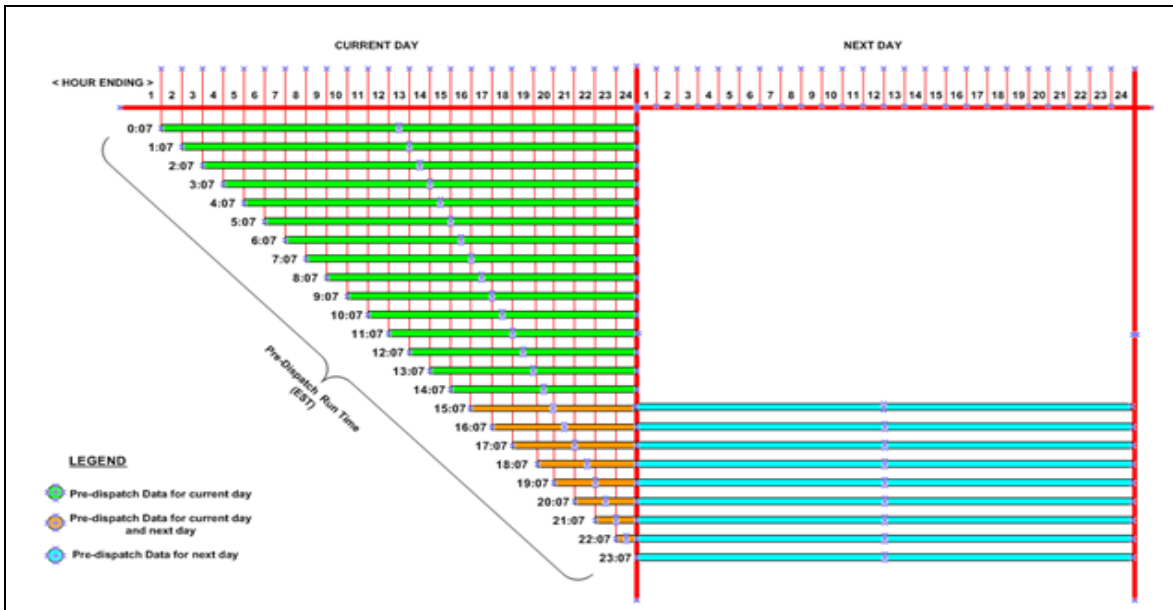 CURRENT DAY NEXT DAY
< HOUR ENDING >
1 2 3 4 5 6 7 8 9 10 11 12 13 14 15 16 17 18 19 20 21 22 23 24 1 2 3 4 5 6 7 8 9 10 11 12 13 14 15 16 17 18 19 20 21 22 23 24
0:07
1:07
2:07
3:07
4:07
5:07
6:07
7:07
8:07
9:07
10:07
11:07
12:07
13:07
14:07
15:07
16:07
17:07
18:07
19:07
20:07
21:07
22:07
23:07
Pre-Dispatch Run Time
(EST)
LEGEND
Pre-dispatch Data for current day
Pre-dispatch Data for current day
and next day
Pre-dispatch Data for next day